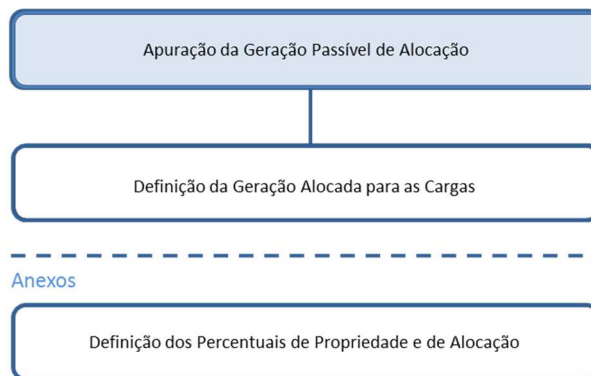 Apuração da Geração Passível de Alocação
Definição da Geração Alocada para as Cargas
Anexos
Definição dos Percentuais de Propriedade e de Alocação